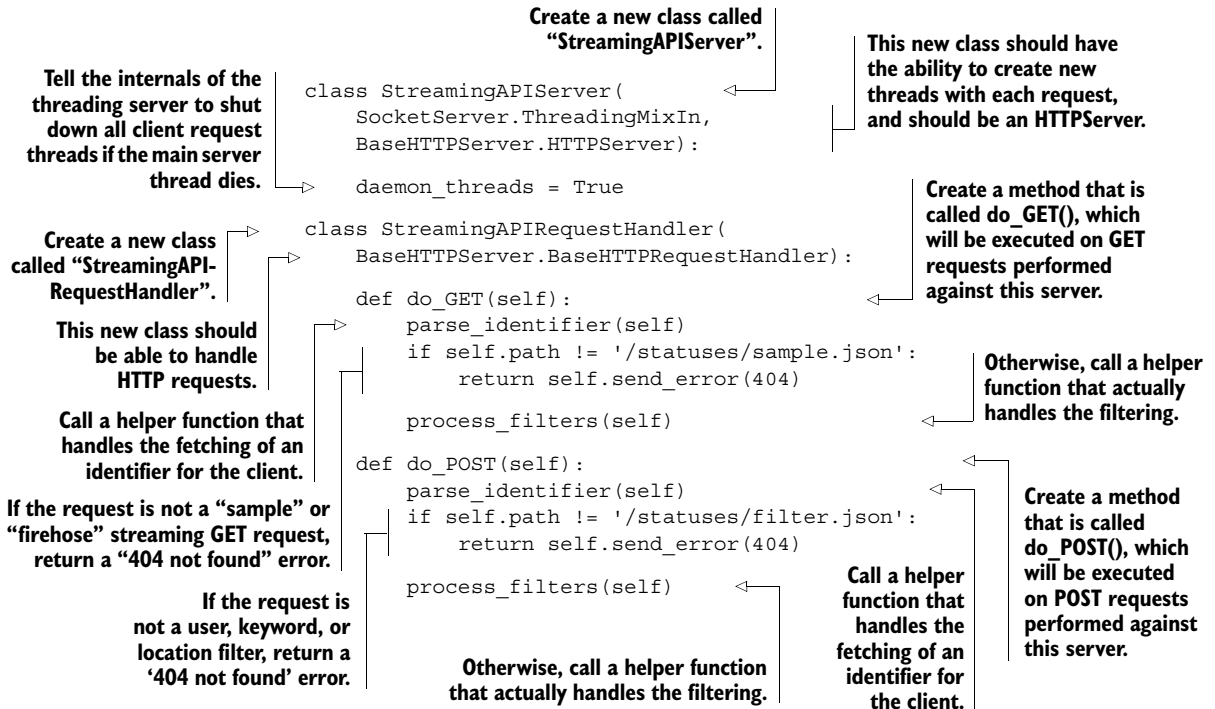 Create a new class called
“StreamingAPIServer”.
This new class should have
the ability to create new
threads with each request,
and should be an HTTPServer.
Tell the internals of the
threading server to shut
down all client request
threads if the main server
thread dies.
class StreamingAPIServer(
SocketServer.ThreadingMixIn,
BaseHTTPServer.HTTPServer):
daemon_threads = True
Create a new class
called “StreamingAPI-
RequestHandler”.
class StreamingAPIRequestHandler(
BaseHTTPServer.BaseHTTPRequestHandler):
Create a method that is
called do_GET(), which
will be executed on GET
requests performed
against this server.
This new class should
be able to handle
HTTP requests.
def do_GET(self):
parse_identifier(self)
if self.path != '/statuses/sample.json':
return self.send_error(404)
process_filters(self)
Otherwise, call a helper
function that actually
handles the filtering.
Call a helper function that
handles the fetching of an
identifier for the client.
def do_POST(self):
parse_identifier(self)
if self.path != '/statuses/filter.json':
return self.send_error(404)
process_filters(self)
If the request is not a “sample” or
“firehose” streaming GET request,
return a “404 not found” error.
Create a method
that is called
do_POST(), which
will be executed
on POST requests
performed against
this server.
If the request is
not a user, keyword, or
location filter, return a
‘404 not found’ error.
Otherwise, call a helper function
that actually handles the filtering.
Call a helper
function that
handles the
fetching of an
identifier for
the client.